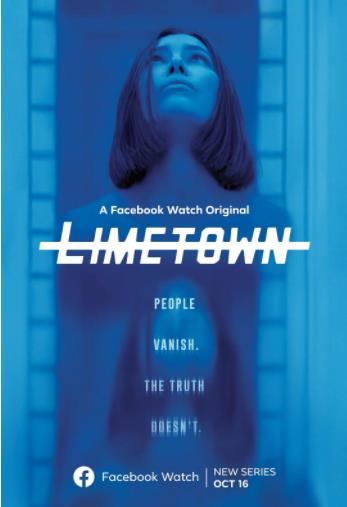 A Facebook Watch Original
LIMETOWN
PEOPLE
VANISH.
THE TRUTH
DOESN'T.
Facebook Watch
NEW SERIES
OCT 16